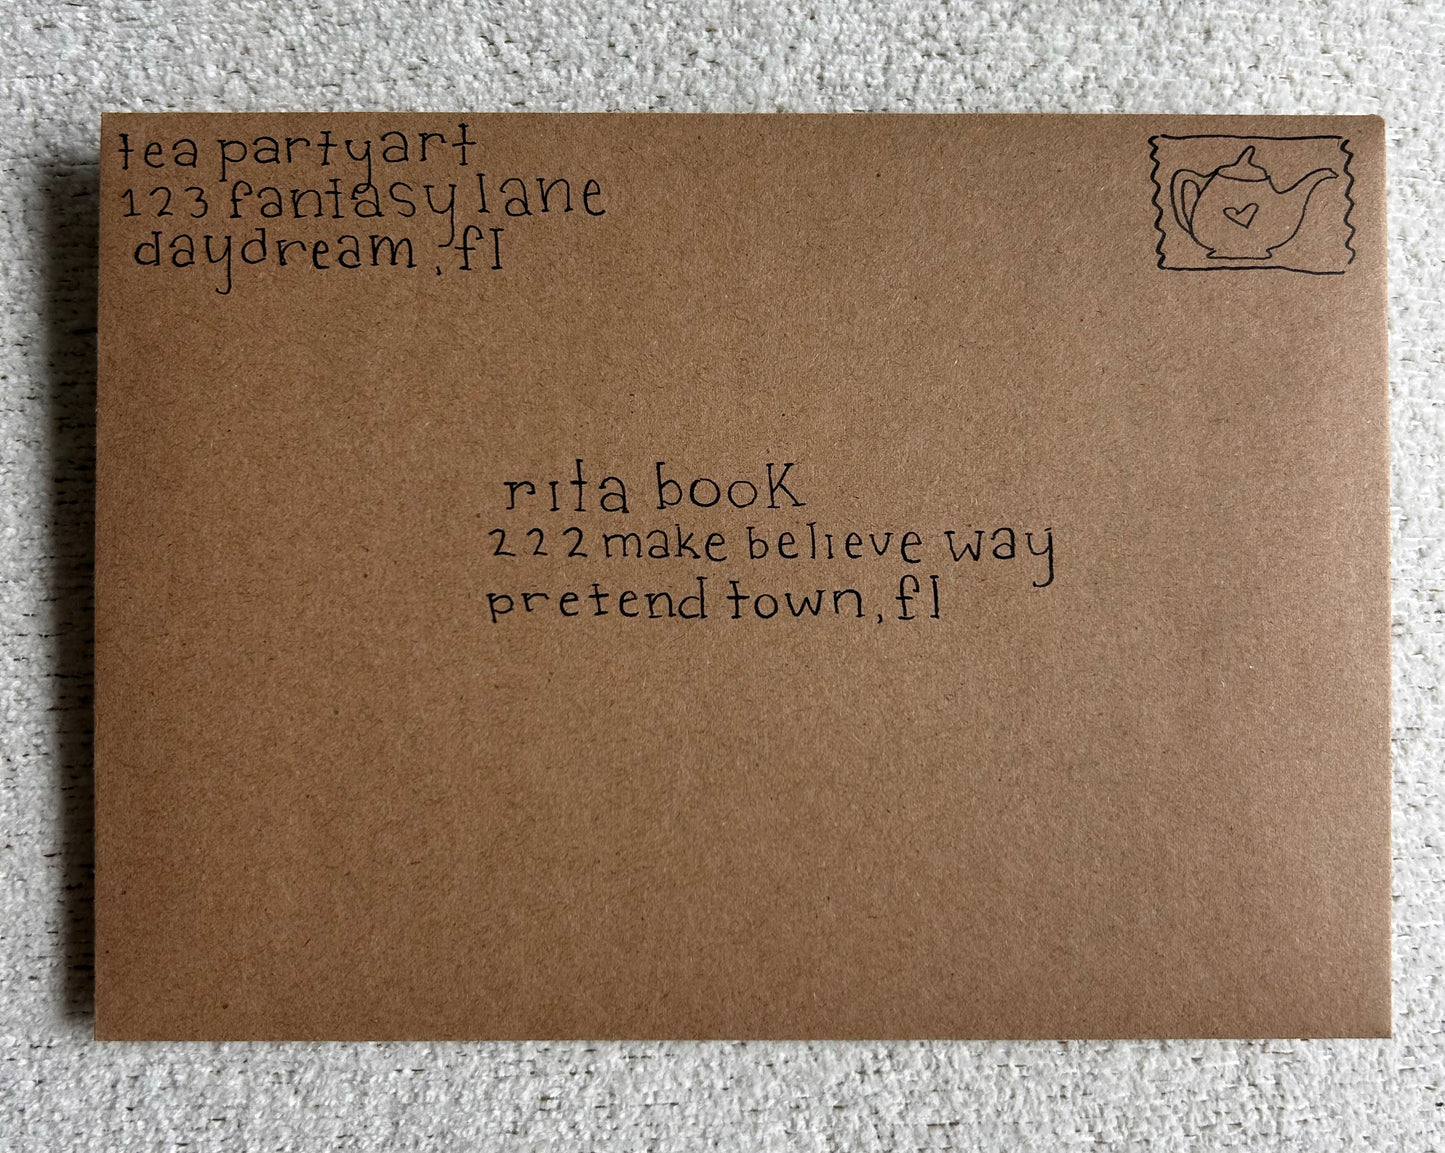 tea partyart
123 fantasy lane
daydream, fl
rita book
222 make believe way
pretend town, fl